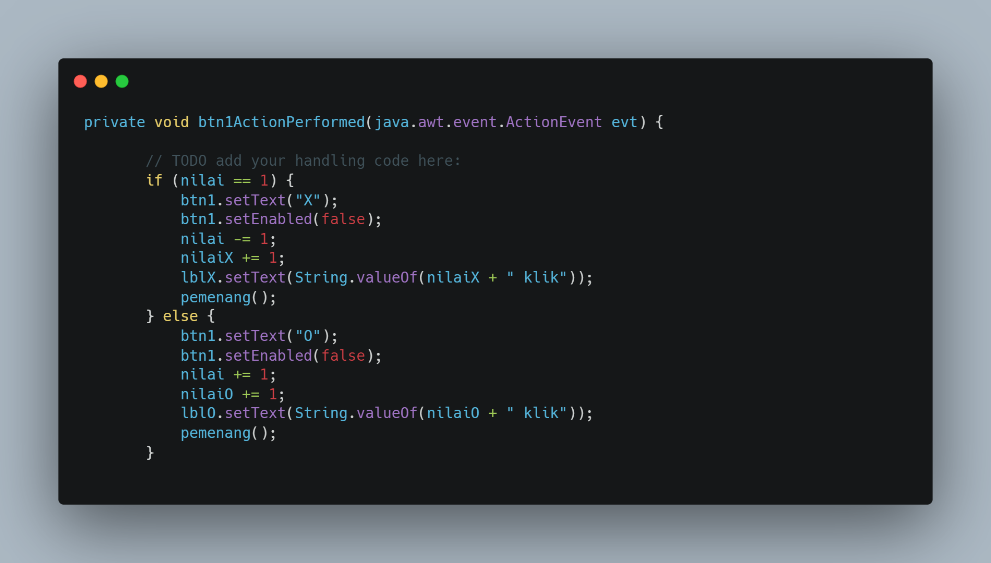 private void btn1ActionPerformed(java.awt.event.ActionEvent evt) {
// TODO add your handling code here:
if (nilai == 1) {
btn1.setText("X");
btn1.setEnabled(false);
nilai -= 1;
nilaiX += 1;
lblX.setText(String.valueOf(nilaiX + " klik"));
pemenang();
} else {
btn1.setText("O");
btn1.setEnabled(false);
nilai += 1;
nilaiO += 1;
lblO.setText(String.valueOf(nilaiO + " klik"));
pemenang();
}